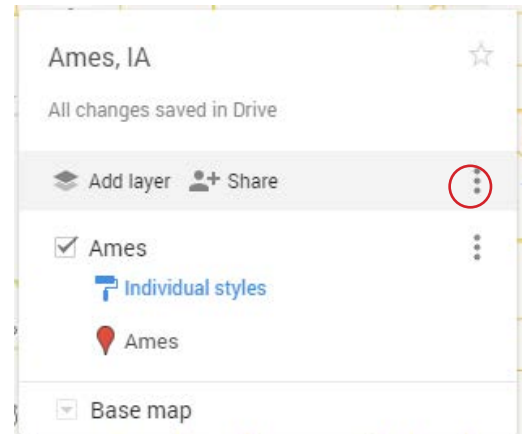 Ames, IA
All changes saved in Drive
Add layer Share
Ames
Individual styles
Ames
Base map